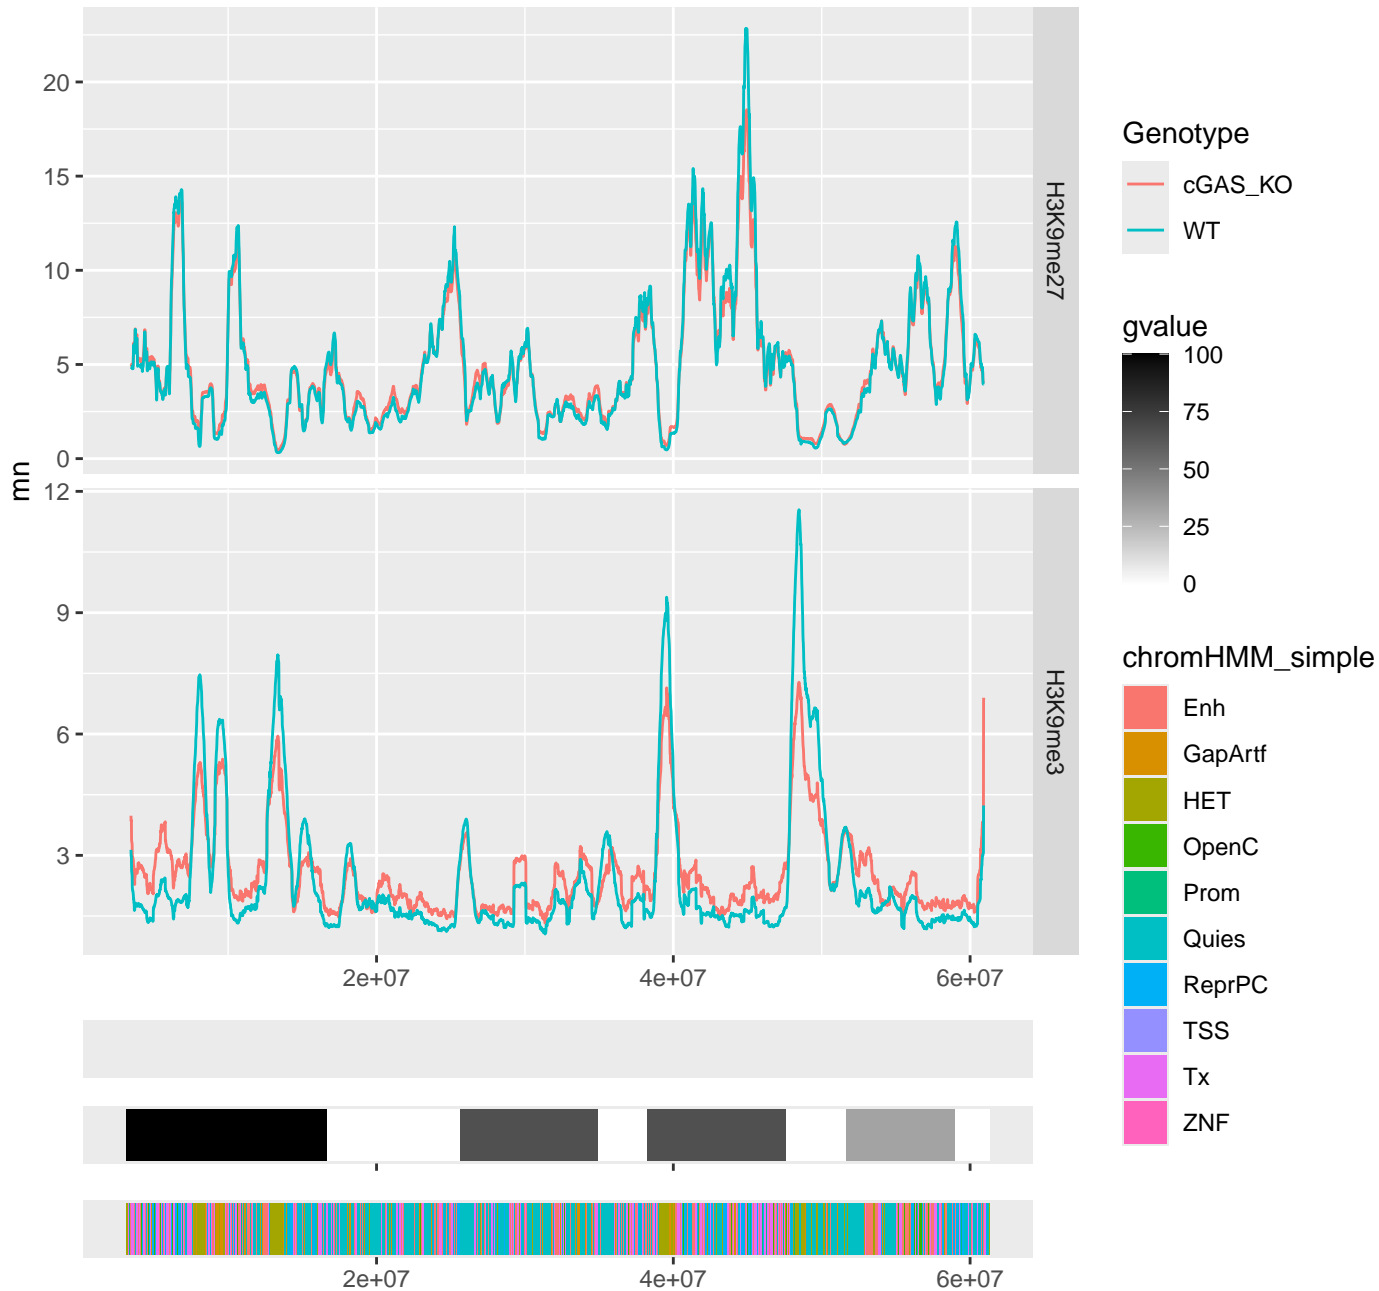 mn
20
15
10
5
0
H3K9me27
12
9
6
3
H3K9me3
2e+07
4e+07
6e+07
2e+07
4e+07
6e+07
Genotype
cGAS_KO
WT
gvalue
100
75
50
25
0
chromHMM_simple
Enh
GapArtf
HET
OpenC
Prom
Quies
ReprPC
TSS
Tx
ZNF